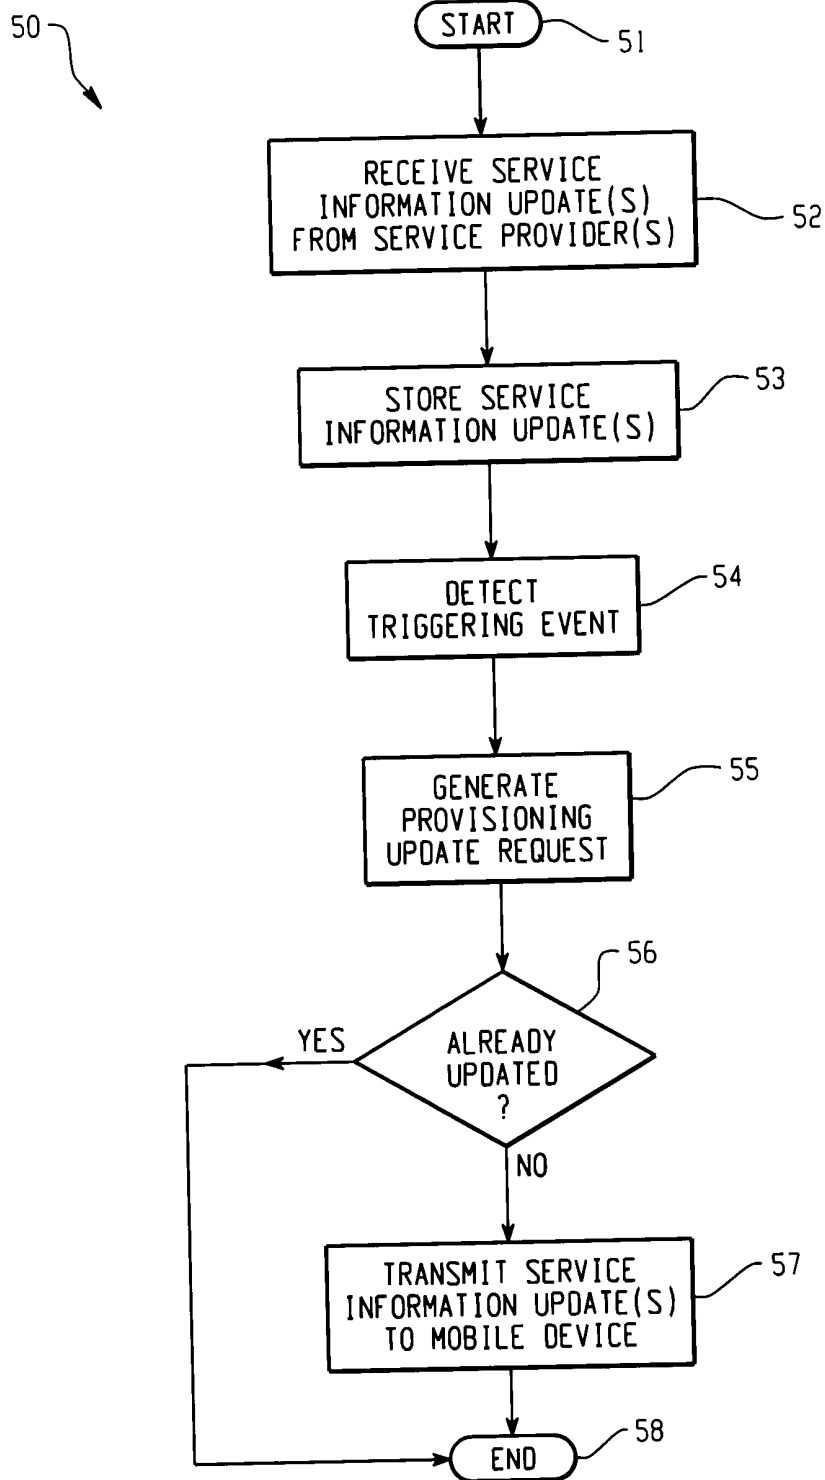 50
START
51
RECEIVE SERVICE
INFORMATION UPDATE(S)
FROM SERVICE PROVIDER(S)
52
STORE SERVICE
INFORMATION UPDATE(S)
53
DETECT
TRIGGERING EVENT
54
GENERATE
PROVISIONING
UPDATE REQUEST
55
56
YES
ALREADY
UPDATED
?
NO
TRANSMIT SERVICE
INFORMATION UPDATE(S)
TO MOBILE DEVICE
57
END
58